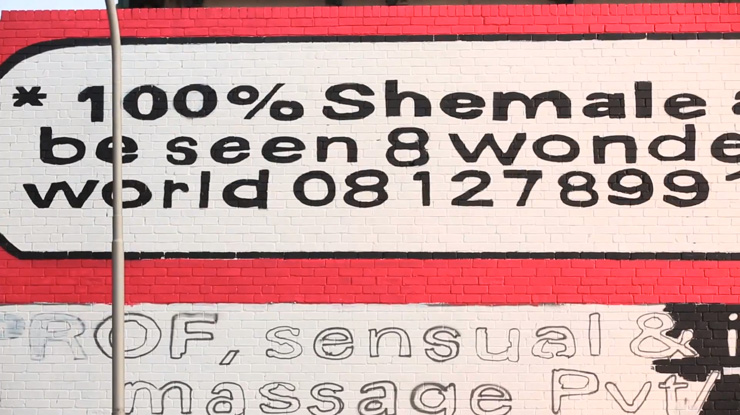 * 100% Shemale a
be seen 8 wonde
world 08127899
PROF, sensual & i
massage Pvt/